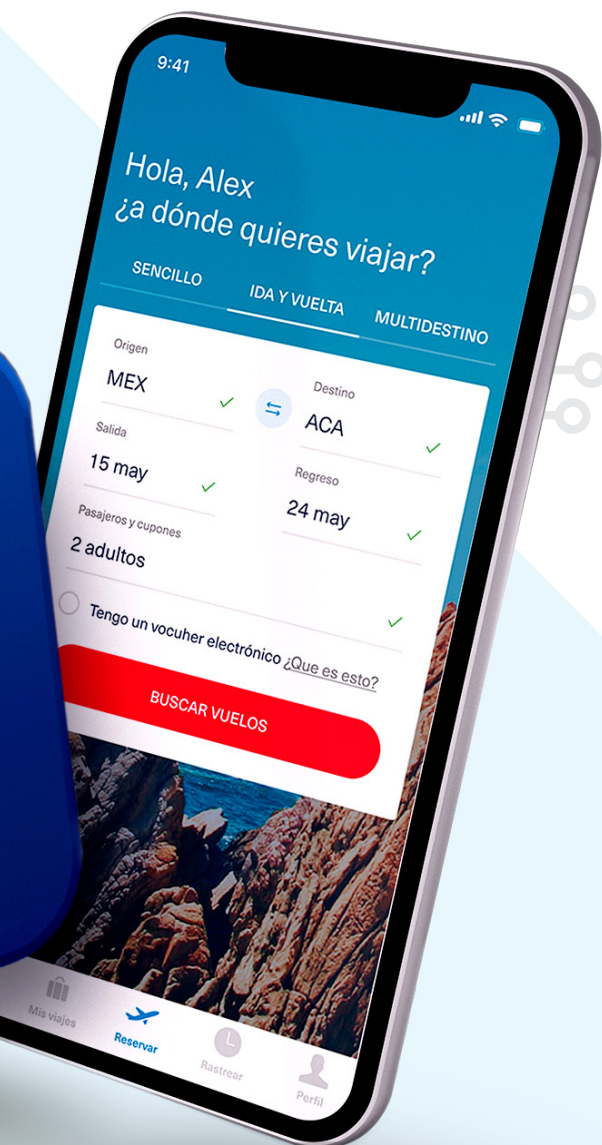 9:41
Hola, Alex
¿a dónde quieres viajar?
SENCILLO IDA Y VUELTA MULTIDESTINO
Origen Destino
MEX ACA
Salida Regreso
15 may 24 may
Pasajeros y cupones
2 adultos
Tengo un vocuher electrónico ¿Que es esto?
BUSCAR VUELOS
Mis viajes Reservar Rastrear Perfil